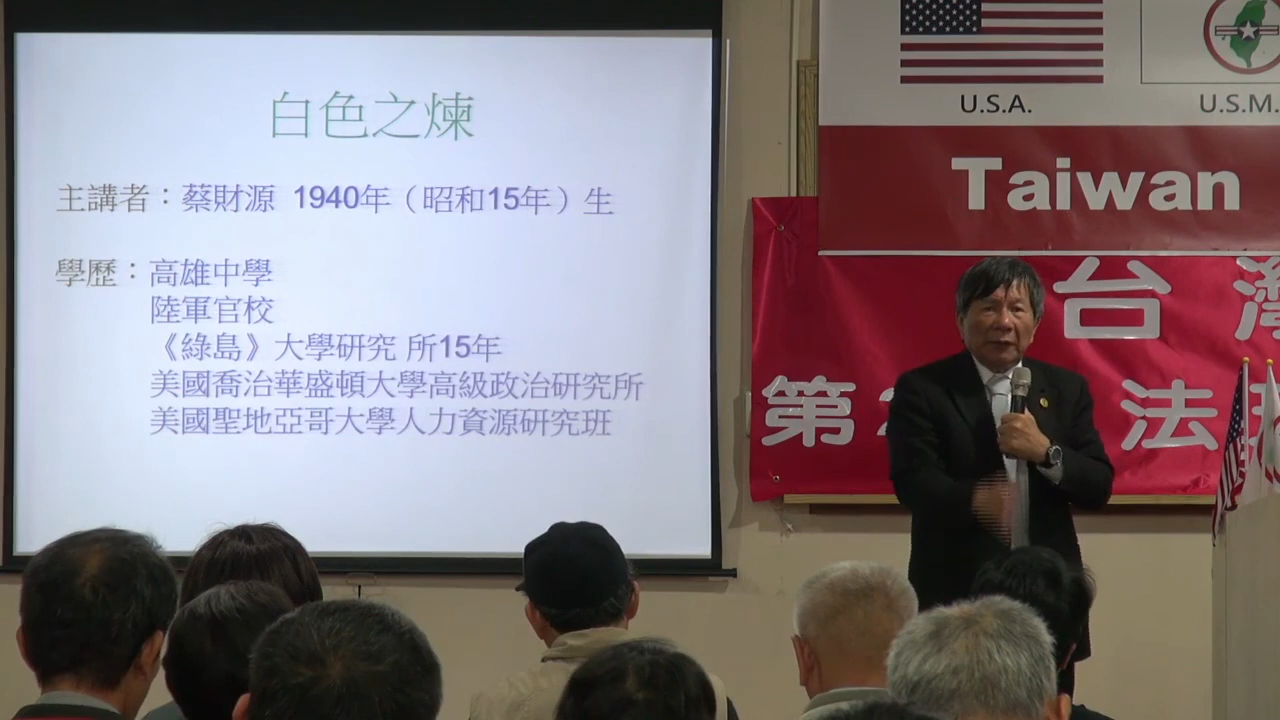 白色之煉
主講者：蔡財源 1940年（昭和15年）生
學歷：高雄中學
陸軍官校
《綠島》大學研究 所15年
美國喬治華盛頓大學高級政治研究所
美國聖地亞哥大學人力資源研究班
U.S.A.
U.S.M.
Taiwan
台灣
第2 法